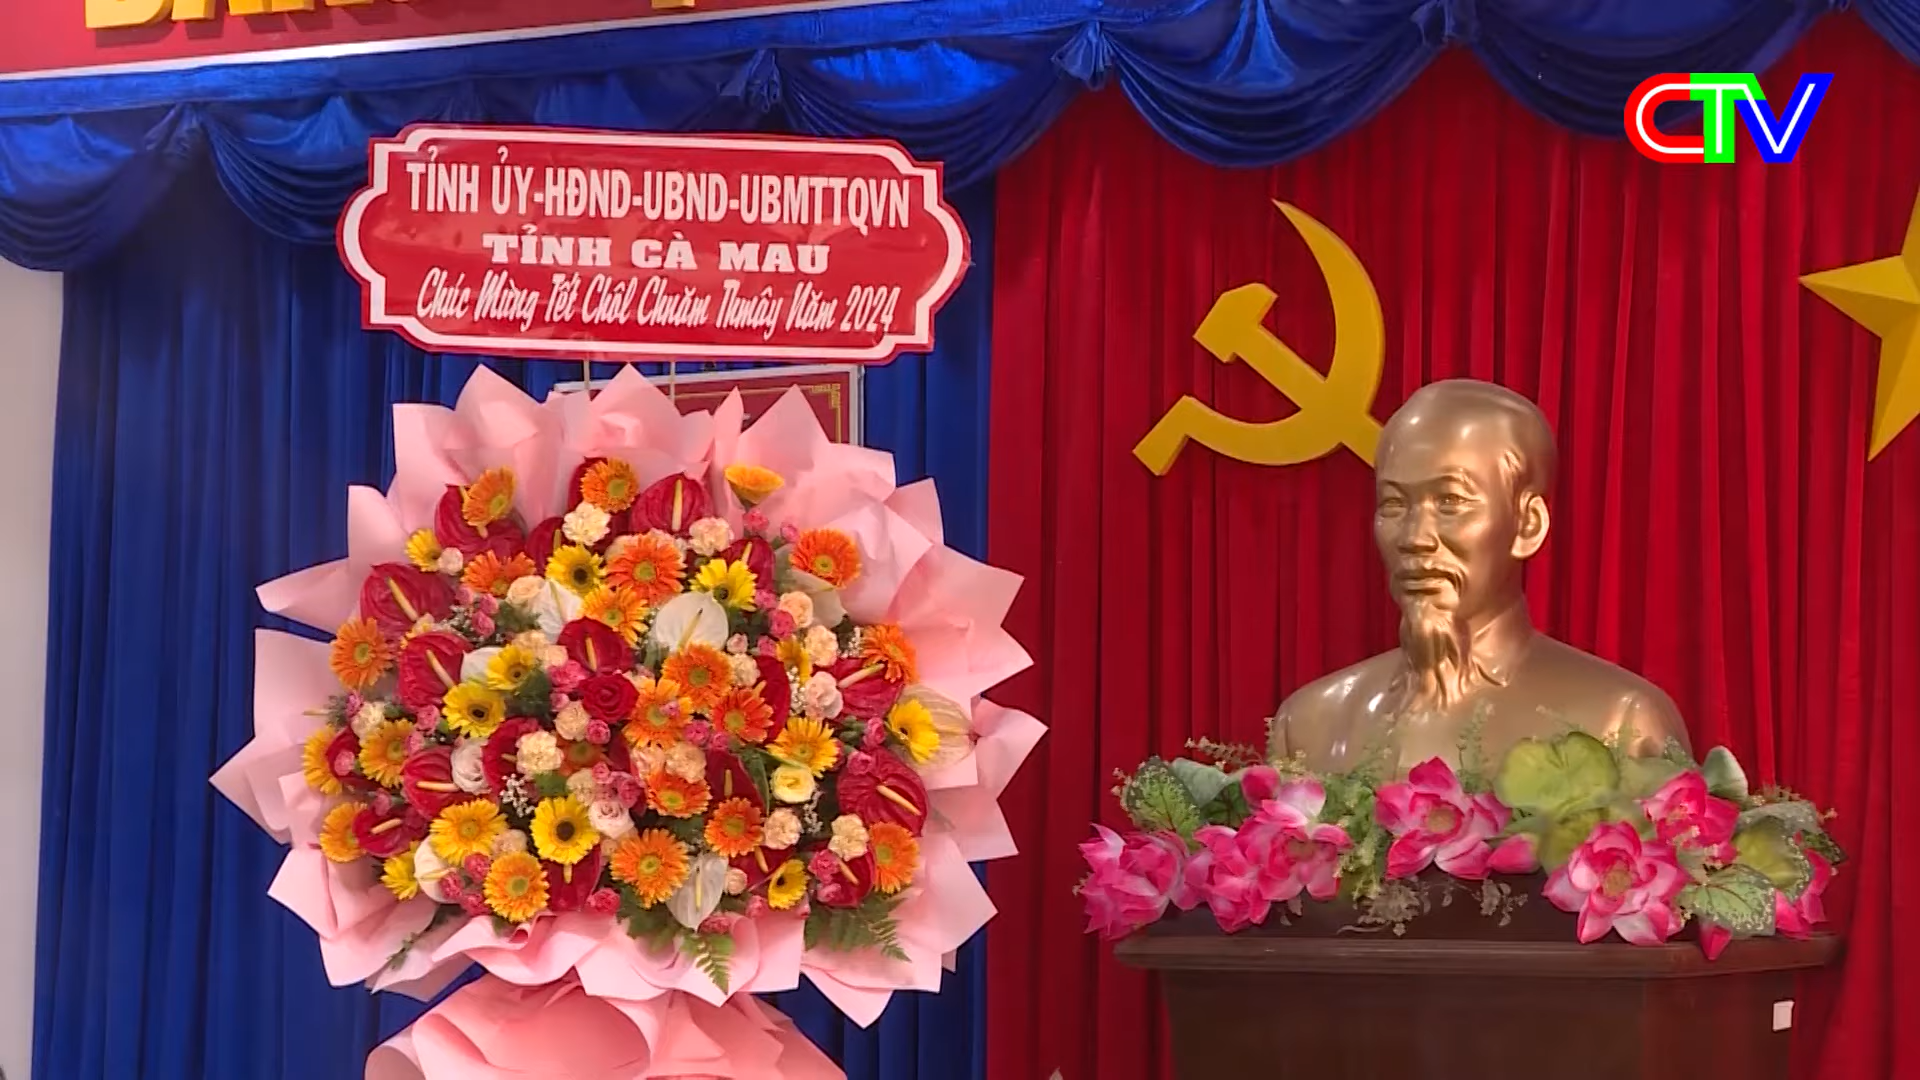 CTV
TỈNH ỦY-HĐND-UBND-UBMTTQVN
TỈNH CÀ MAU
Chúc Mừng Tết Chôl Chnăm Thmây Năm 2024